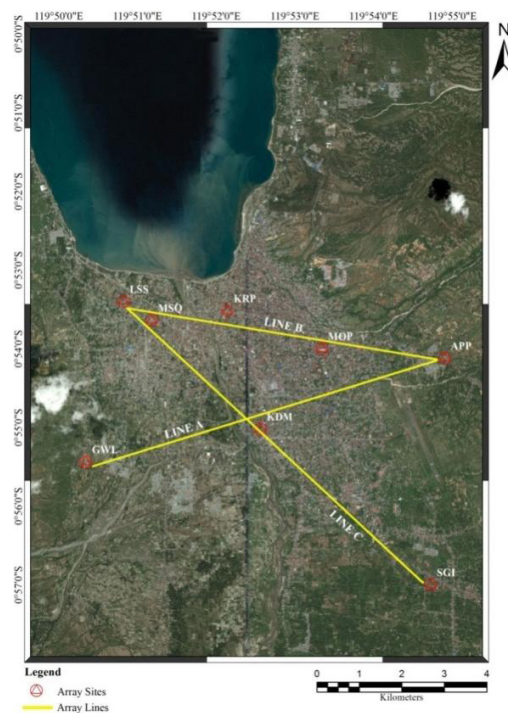 119°50'0"E 119°51'0"E 119°52'0"E 119°53'0"E 119°54'0"E 119°55'0"E
N
0°50'0"S
0°51'0"S
0°52'0"S
0°53'0"S
0°54'0"S
0°55'0"S
0°56'0"S
0°57'0"S
LSS
MSQ
KRP
LINE B
MOP
APP
KDM
LINE A
GWL
LINE C
SGI
Legend
Array Sites
Array Lines
0 1 2 3 4
Kilometers